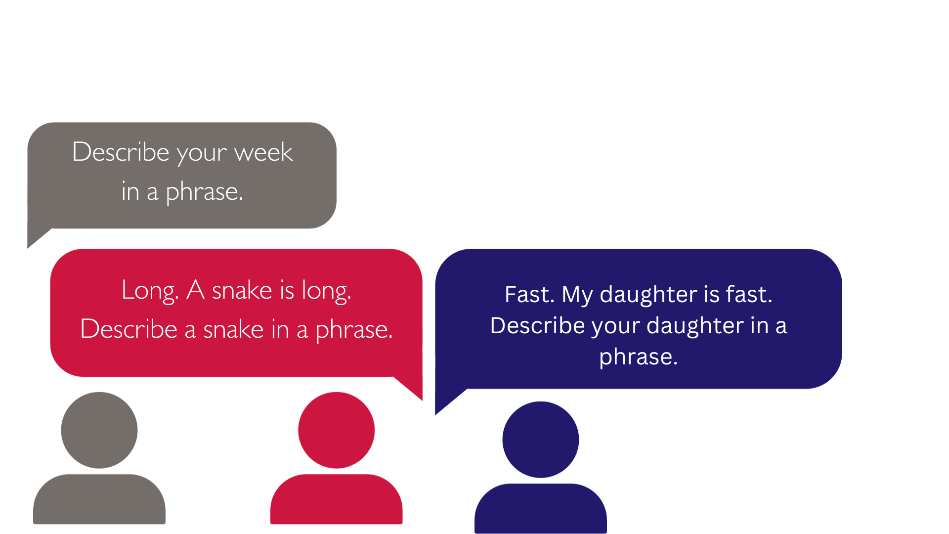 Describe your week
in a phrase.
Long. A snake is long.
Describe a snake in a phrase.
Fast. My daughter is fast.
Describe your daughter in a
phrase.